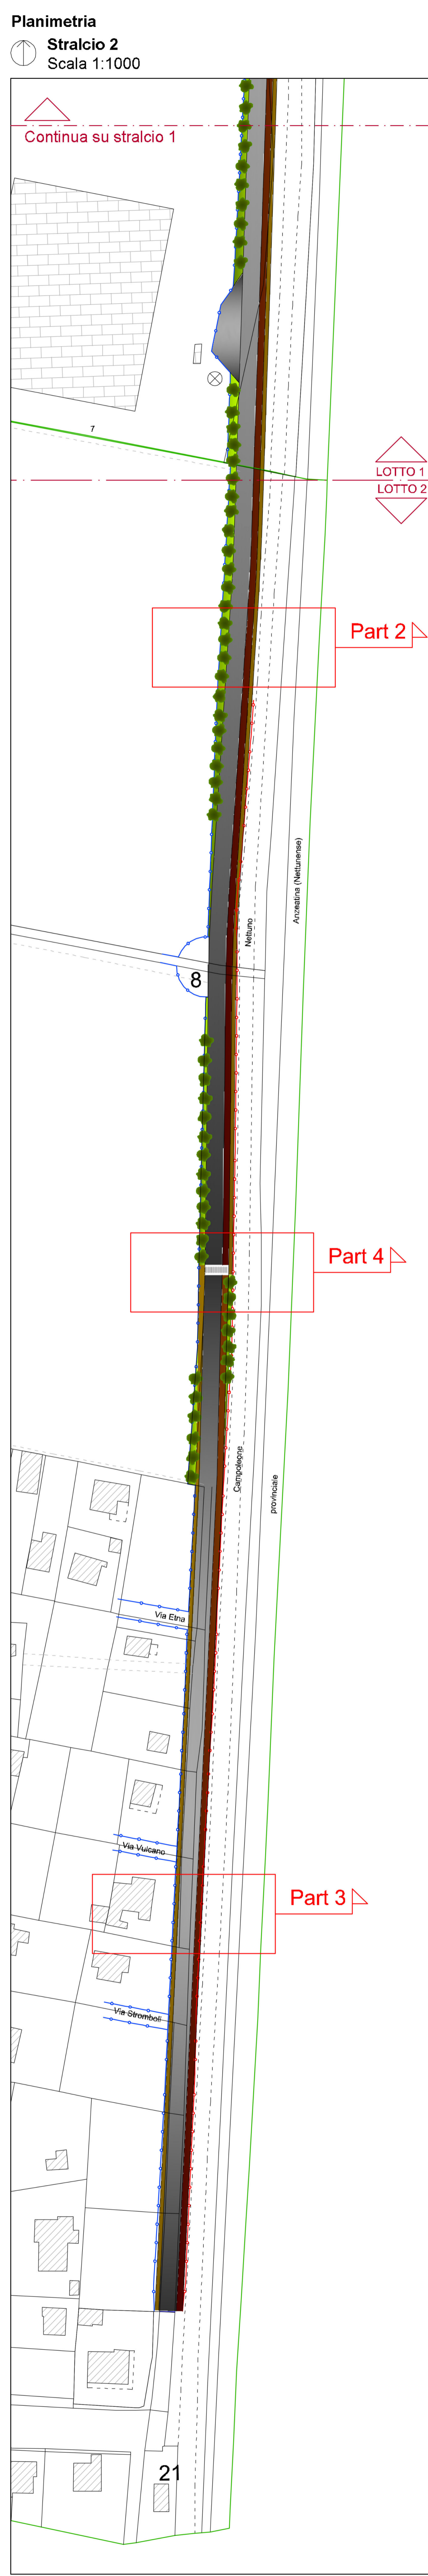 Planimetria
Stralcio 2
Scala 1:1000
Continua su stralcio 1
7
LOTTO 1
LOTTO 2
Part 2
Anzeatina (Nettunense)
Nettuno
8
Part 4
Campoleone
provinciale
Via Etna
Via Vulcano
Part 3
Via Stromboli
21